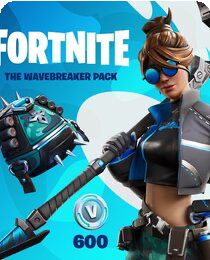 FORTNITE
THE WAVEBREAKER PACK
V
600